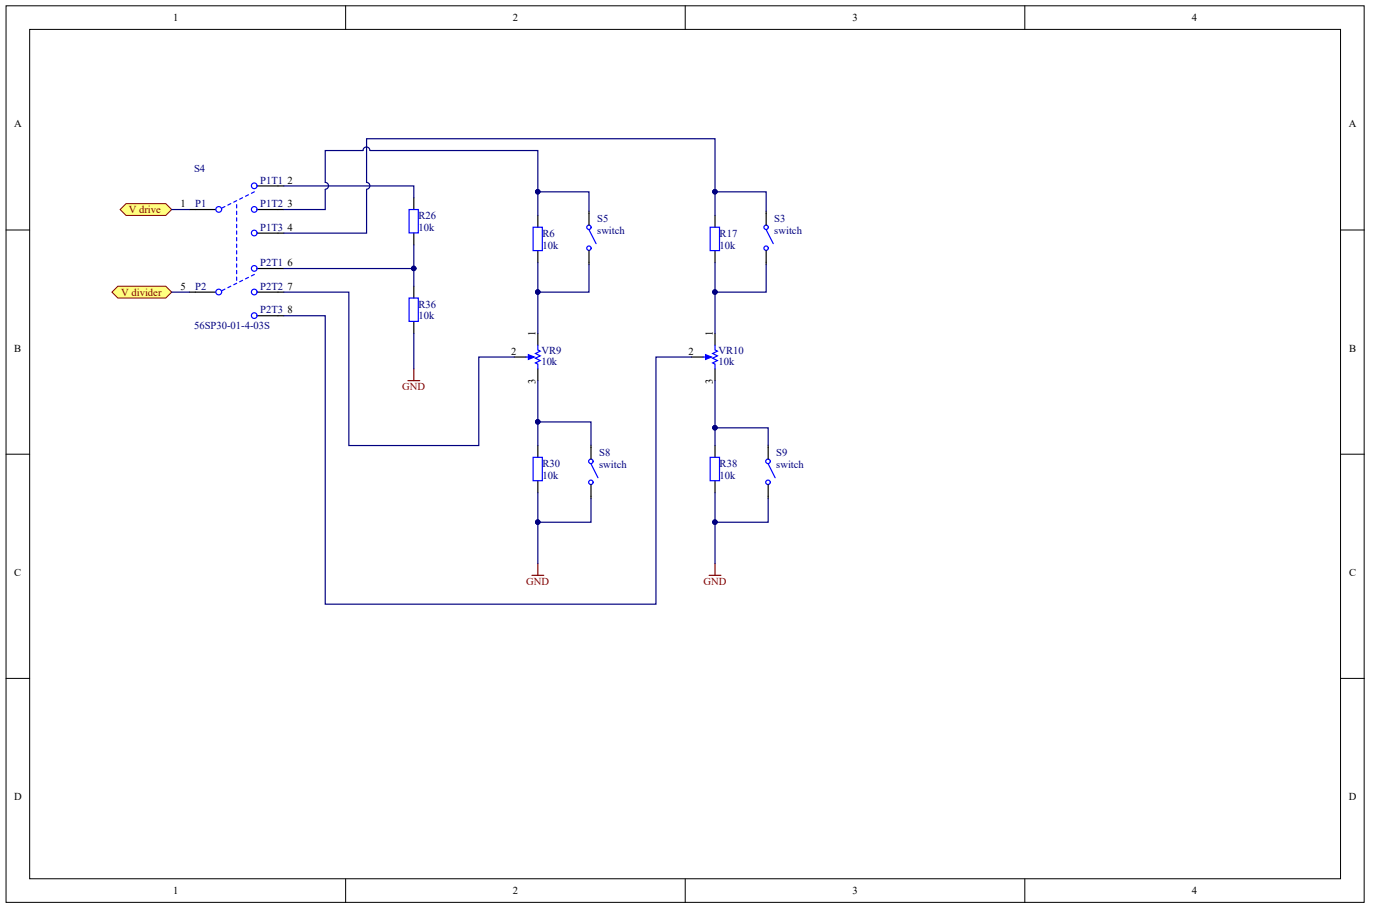 1 2 3 4
A A
S4
P1T1 2
V drive 1 P1 P1T2 3
P1T3 4
R26
10k
S5
switch
S3
switch
R6
10k
R17
10k
P2T1 6
V divider 5 P2 P2T2 7
P2T3 8
56SP30-01-4-03S
R36
10k
B B
1 1
2 VR9
10k
2 VR10
10k
3 3
GND
S8
switch
S9
switch
R30
10k
R38
10k
C C
GND GND
D D
1 2 3 4